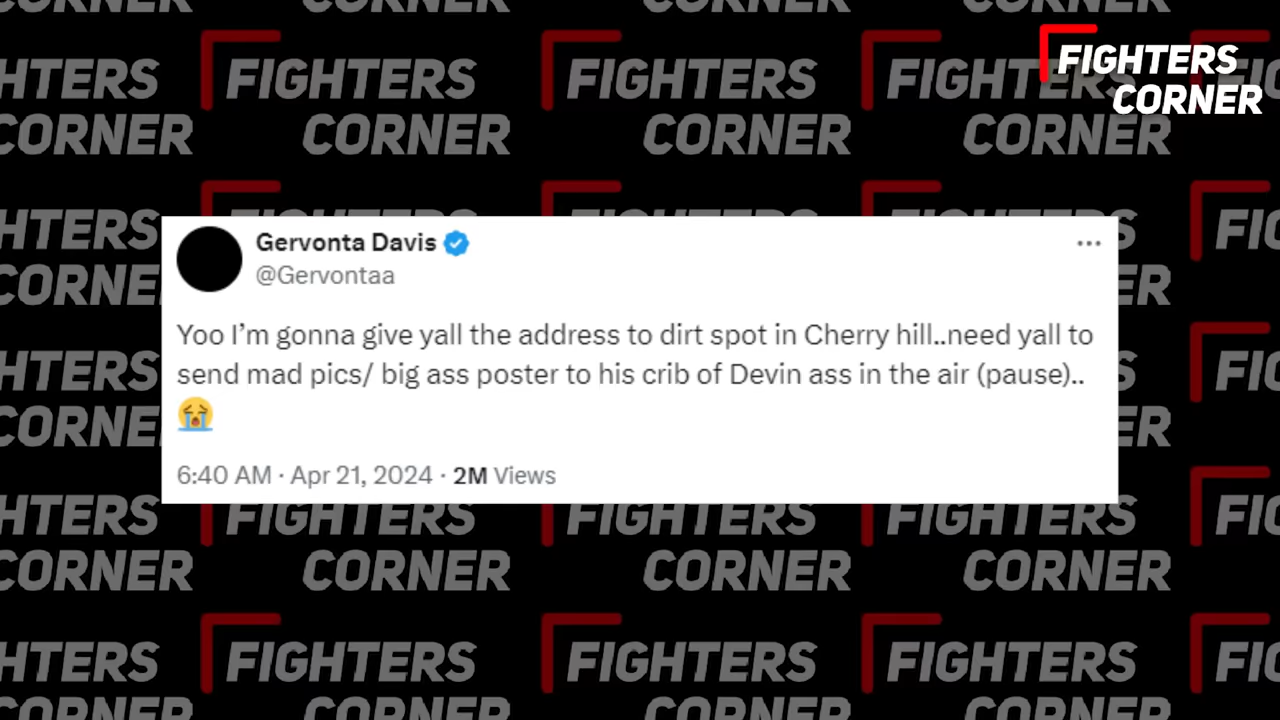 FIGHTERS
CORNER
Gervonta Davis
@Gervontaa
Yoo I’m gonna give yall the address to dirt spot in Cherry hill..need yall to
send mad pics/ big ass poster to his crib of Devin ass in the air (pause)..
😭
6:40 AM · Apr 21, 2024 · 2M Views